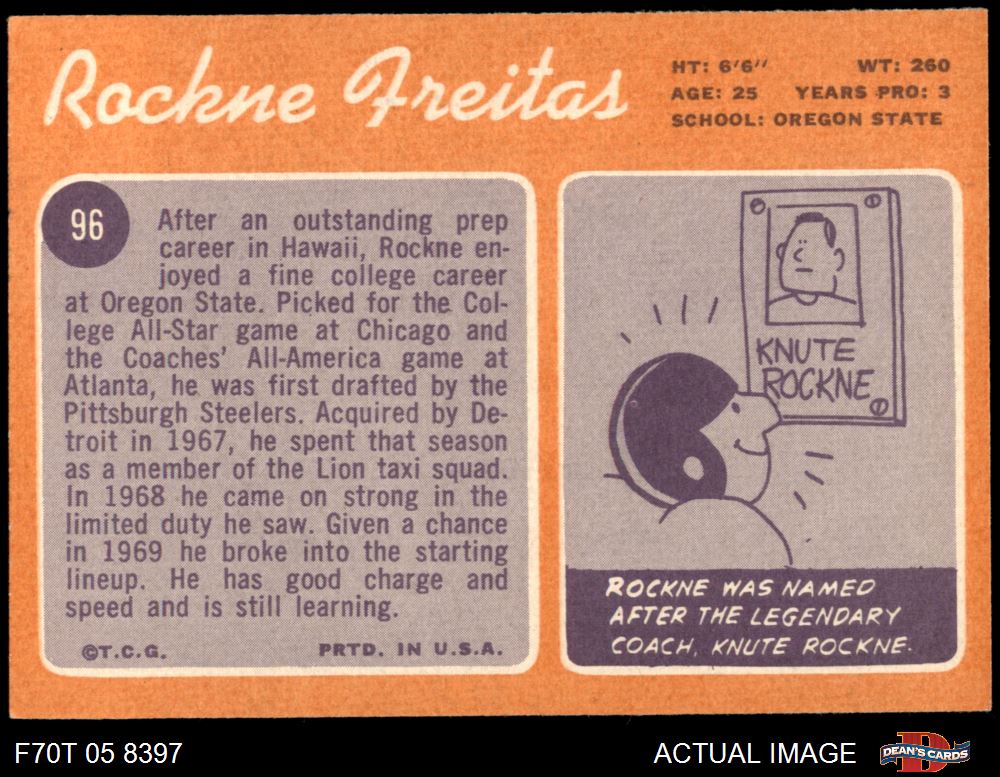 Rockne Freitas
HT: 6'6" WT: 260
AGE: 25 YEARS PRO: 3
SCHOOL: OREGON STATE
96
After an outstanding prep
career in Hawaii, Rockne en-
joyed a fine college career
at Oregon State. Picked for the Col-
lege All-Star game at Chicago and
the Coaches' All-America game at
Atlanta, he was first drafted by the
Pittsburgh Steelers. Acquired by De-
troit in 1967, he spent that season
as a member of the Lion taxi squad.
In 1968 he came on strong in the
limited duty he saw. Given a chance
in 1969 he broke into the starting
lineup. He has good charge and
speed and is still learning.
©T.C.G. PRTD. IN U.S.A.
KNUTE
ROCKNE
ROCKNE WAS NAMED
AFTER THE LEGENDARY
COACH, KNUTE ROCKNE.
F70T 05 8397
ACTUAL IMAGE
D
DEAN'S CARDS